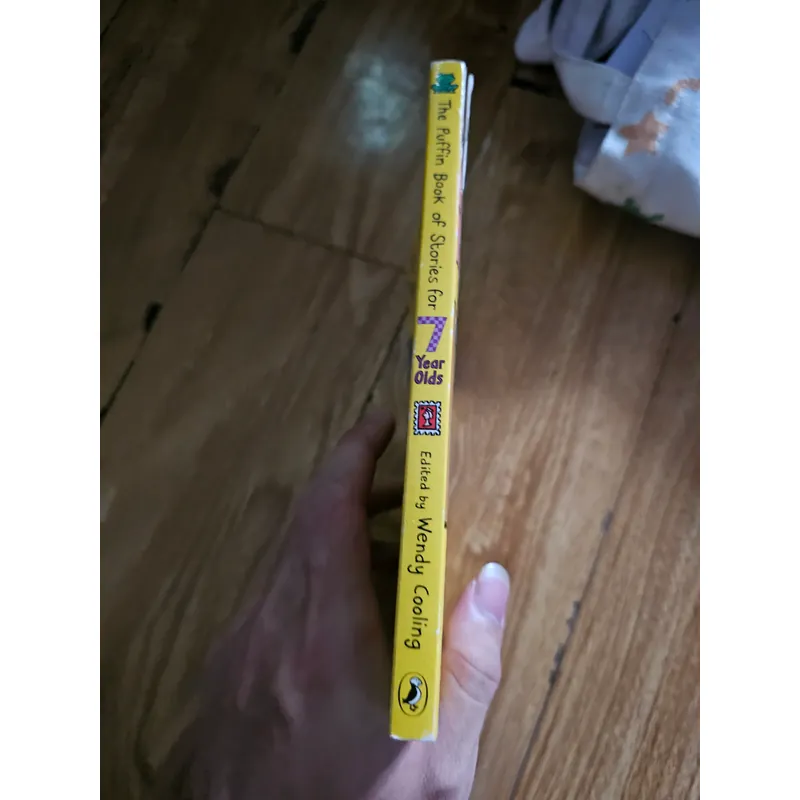 The Puffin Book of Stories for
7
Year
Olds
Edited by Wendy Cooling